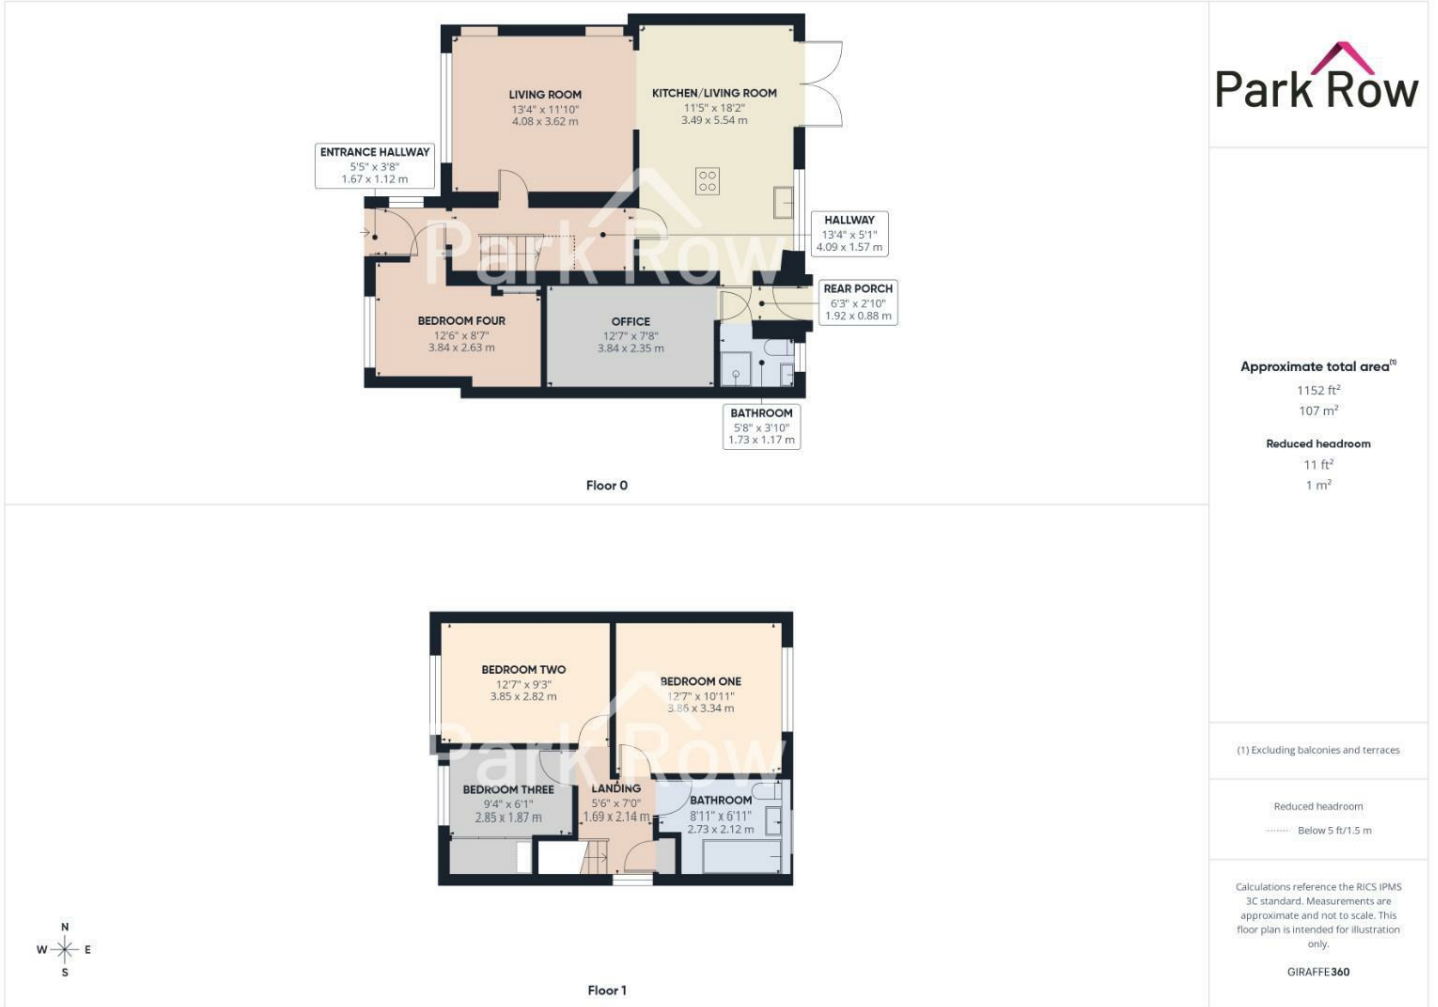 LIVING ROOM
13'4" x 11'10"
4.08 x 3.62 m
KITCHEN/LIVING ROOM
11'5" x 18'2"
3.49 x 5.54 m
ENTRANCE HALLWAY
5'5" x 3'8"
1.67 x 1.12 m
HALLWAY
13'4" x 5'1"
4.09 x 1.57 m
Park Row
REAR PORCH
6'3" x 2'10"
1.92 x 0.88 m
BEDROOM FOUR
12'6" x 8'7"
3.84 x 2.63 m
OFFICE
12'7" x 7'8"
3.84 x 2.35 m
BATHROOM
5'8" x 3'10"
1.73 x 1.17 m
Floor 0
BEDROOM TWO
12'7" x 9'3"
3.85 x 2.82 m
BEDROOM ONE
12'7" x 10'11"
3.86 x 3.34 m
Park Row
BEDROOM THREE
9'4" x 6'1"
2.85 x 1.87 m
LANDING
5'6" x 7'0"
1.69 x 2.14 m
BATHROOM
8'11" x 6'11"
2.73 x 2.12 m
N
W E
S
Floor 1
Park Row
Approximate total area(1)
1152 ft²
107 m²
Reduced headroom
11 ft²
1 m²
(1) Excluding balconies and terraces
Reduced headroom
Below 5 ft/1.5 m
Calculations reference the RICS IPMS
3C standard. Measurements are
approximate and not to scale. This
floor plan is intended for illustration
only.
GIRAFFE360